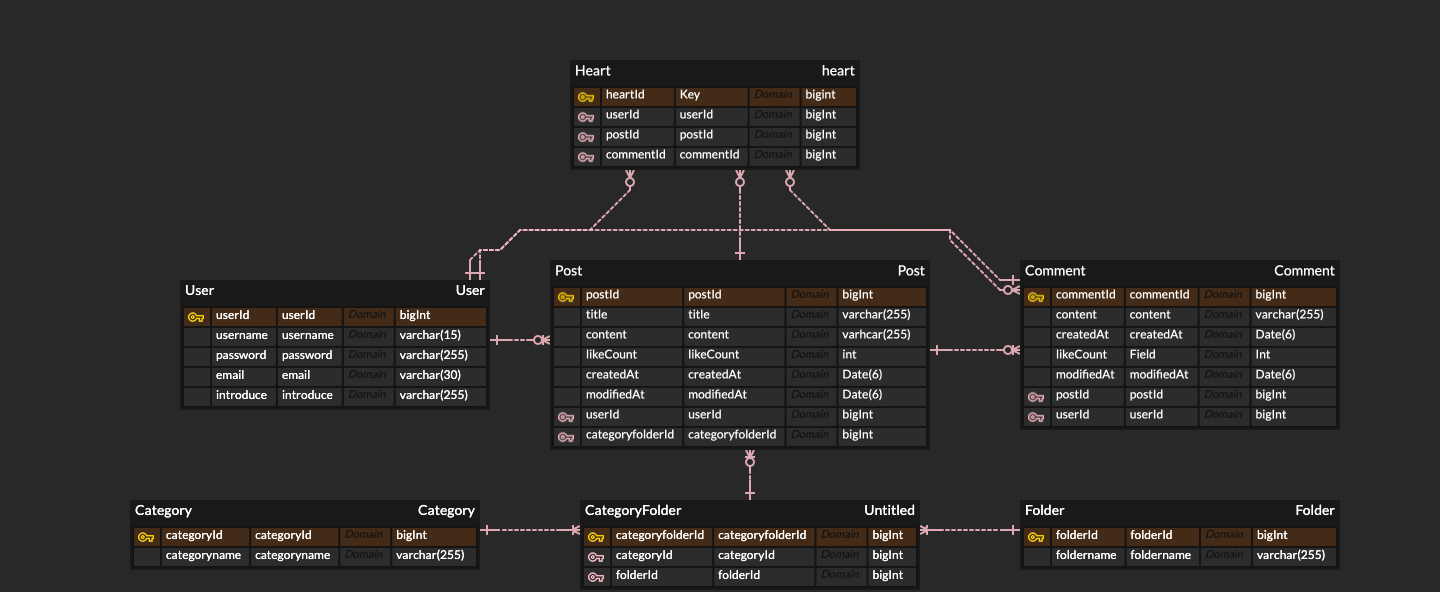 Heart heart
heartId Key Domain bigint
userId userId Domain bigInt
postId postId Domain bigInt
commentId commentId Domain bigInt
User User
userId userId Domain bigInt
username username Domain varchar(15)
password password Domain varchar(255)
email email Domain varchar(30)
introduce introduce Domain varchar(255)
Post Post
postId postId Domain bigInt
title title Domain varchar(255)
content content Domain varhcar(255)
likeCount likeCount Domain int
createdAt createdAt Domain Date(6)
modifiedAt modifiedAt Domain Date(6)
userId userId Domain bigInt
categoryfolderId categoryfolderId Domain bigInt
Comment Comment
commentId commentId Domain bigInt
content content Domain varchar(255)
createdAt createdAt Domain Date(6)
likeCount Field Domain Int
modifiedAt modifiedAt Domain Date(6)
postId postId Domain bigInt
userId userId Domain bigInt
Category Category
categoryId categoryId Domain bigInt
categoryname categoryname Domain varchar(255)
CategoryFolder Untitled
categoryfolderId categoryfolderId Domain bigInt
categoryId categoryId Domain bigInt
folderId folderId Domain bigInt
Folder Folder
folderId folderId Domain bigInt
foldername foldername Domain varchar(255)